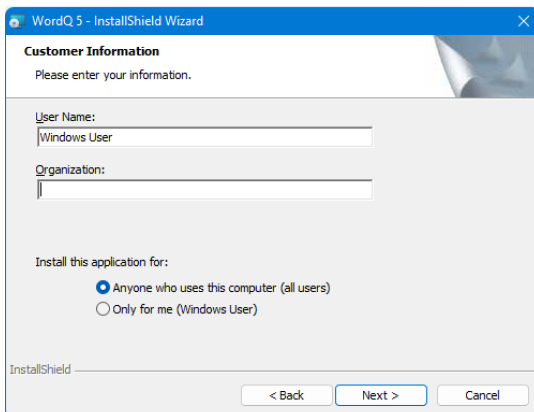 WordQ 5 - InstallShield Wizard
Customer Information
Please enter your information.
User Name:
Windows User
Organization:
Install this application for:
Anyone who uses this computer (all users)
Only for me (Windows User)
InstallShield
< Back Next > Cancel